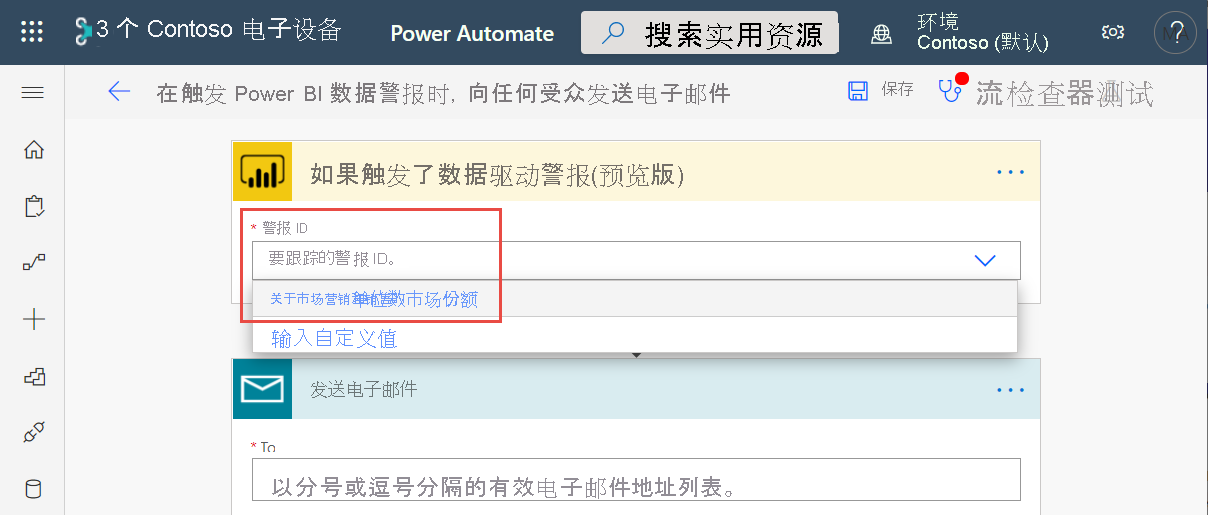 3 个 Contoso 电子设备
Power Automate
搜索实用资源
环境
Contoso (默认)
?
在触发 Power BI 数据警报时, 向任何受众发送电子邮件
保存
流检查器测试
如果触发了数据驱动警报(预览版)
* 警报 ID
要跟踪的警报 ID。
关于市场营销和销售的
单位数市场份额
输入自定义值
发送电子邮件
* To
以分号或逗号分隔的有效电子邮件地址列表。